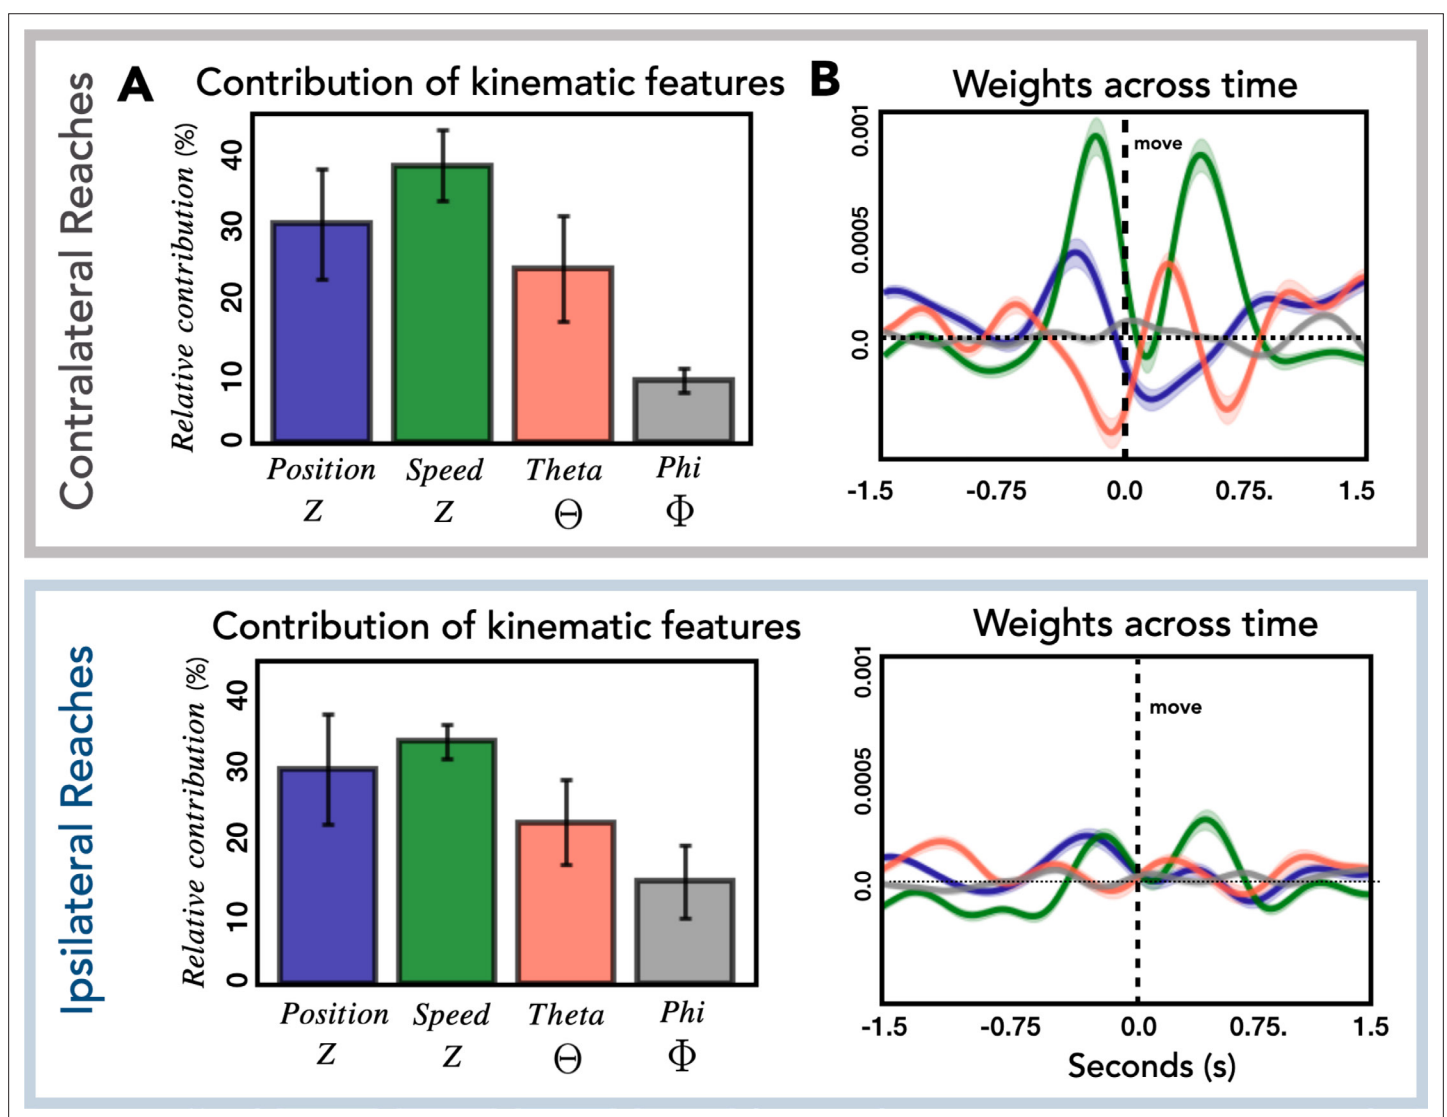 Contralateral Reaches
A
Contribution of kinematic features
Relative contribution (%)
40
30
20
10
0
Position Speed Theta Phi
Z Z Θ Φ
B
Weights across time
0.001
0.0005
0.0
move
-1.5 -0.75 0.0 0.75. 1.5
Ipsilateral Reaches
Contribution of kinematic features
Relative contribution (%)
40
30
20
10
0
Position Speed Theta Phi
Z Z Θ Φ
Weights across time
0.001
0.0005
0.0
move
-1.5 -0.75 0.0 0.75. 1.5
Seconds (s)